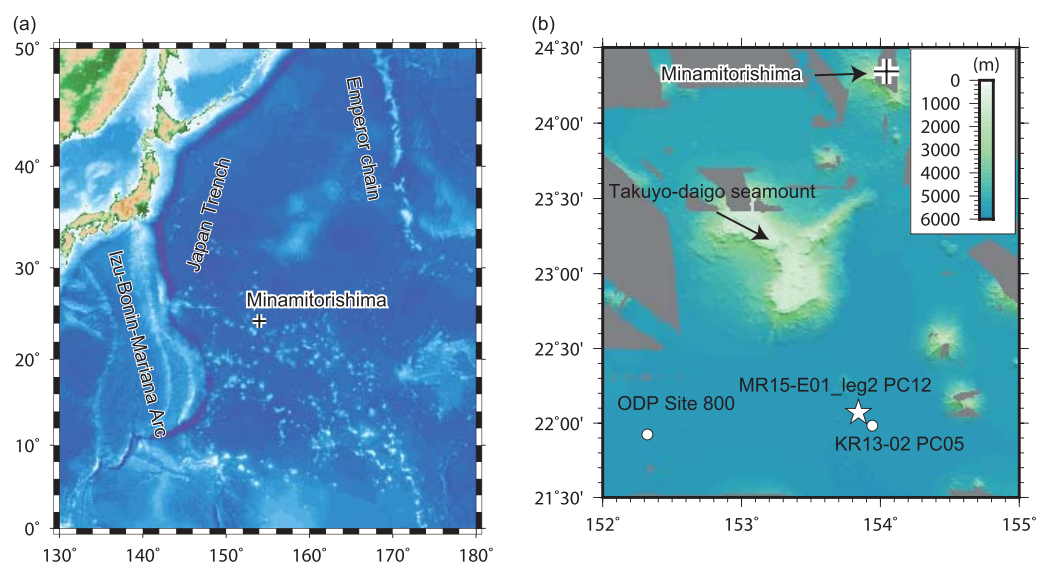 (a)
50°
40°
30°
20°
10°
0°
130°
140°
150°
160°
170°
180°
Emperor chain
Japan Trench
Izu-Bonin-Mariana Arc
Minamitorishima
(b)
24˚30'
24˚00'
23˚30'
23˚00'
22˚30'
22˚00'
21˚30'
152˚
153˚
154˚
155˚
Minamitorishima
(m)
0
1000
2000
3000
4000
5000
6000
Takuyo-daigo seamount
MR15-E01_leg2 PC12
ODP Site 800
KR13-02 PC05